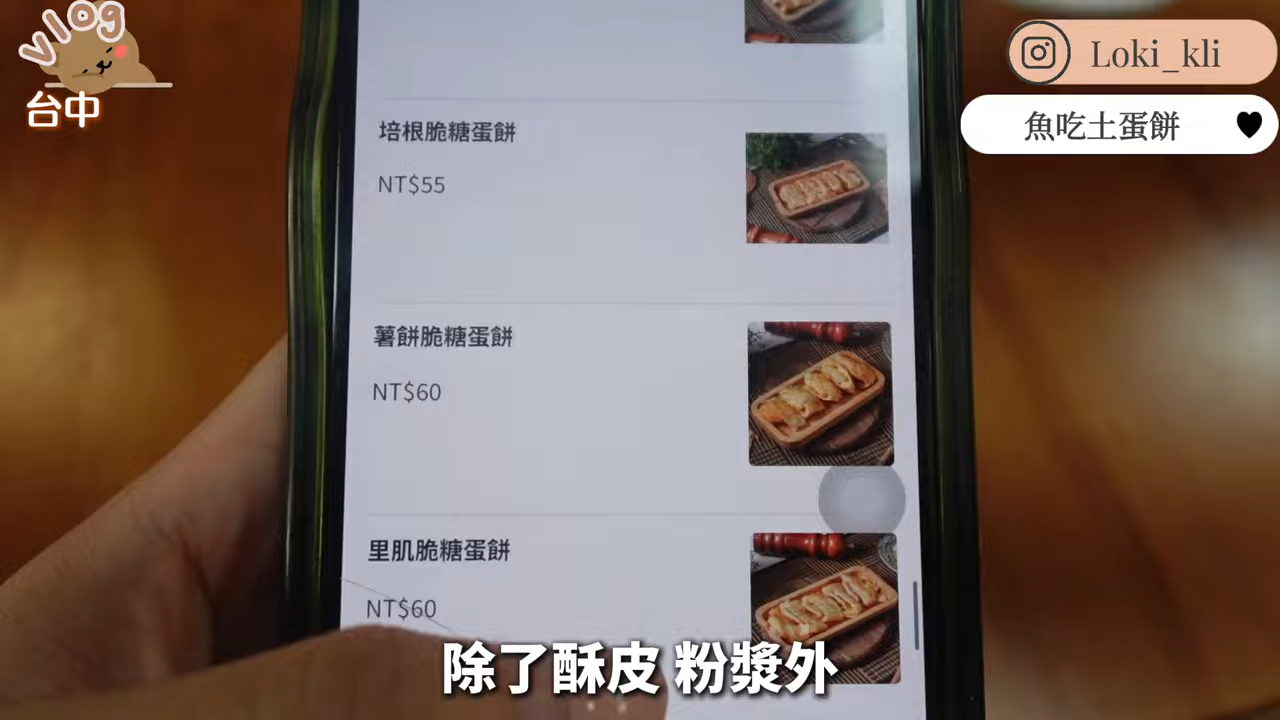 vlog
台中
Loki_kli
魚吃土蛋餅
培根脆糖蛋餅
NT$55
薯餅脆糖蛋餅
NT$60
里肌脆糖蛋餅
NT$60
除了酥皮 粉漿外